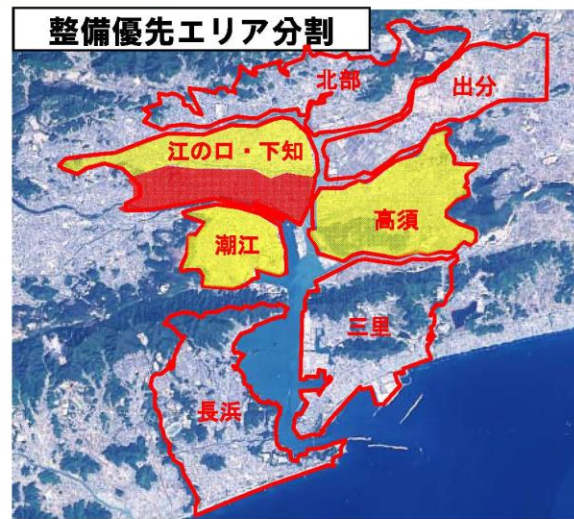 整備優先エリア分割
北部
出分
江の口・下知
高須
潮江
三里
長浜